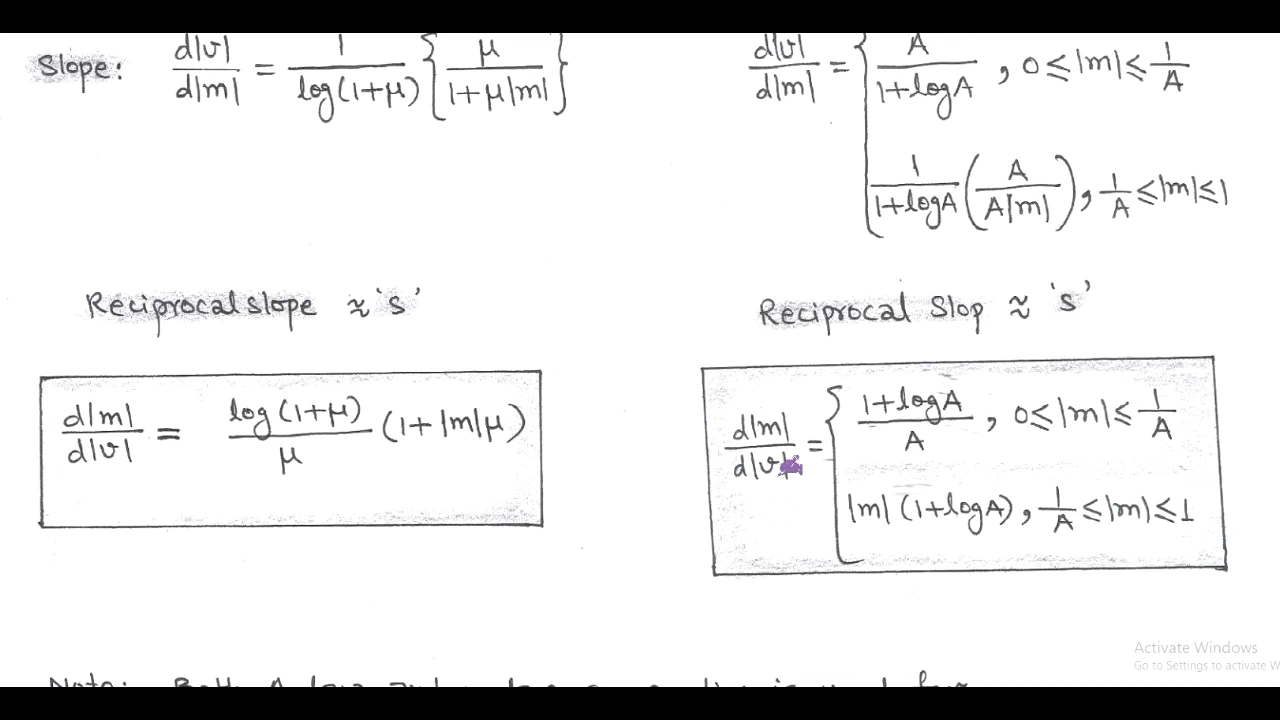 Slope: d|v|/d|m| = 1/log(1+μ) { μ/1+μ|m| }
d|v|/d|m| = { A/1+logA , 0≤|m|≤ 1/A
1/1+logA (A/A|m|), 1/A ≤|m|≤1
Reciprocal slope ≈ 's'
Reciprocal Slop ≈ 's'
d|m|/d|v| = log(1+μ)/μ (1+|m|μ)
d|m|/d|v| = { 1+logA/A , 0≤|m|≤ 1/A
|m| (1+logA), 1/A ≤|m|≤1
Activate Windows
Go to Settings to activate W